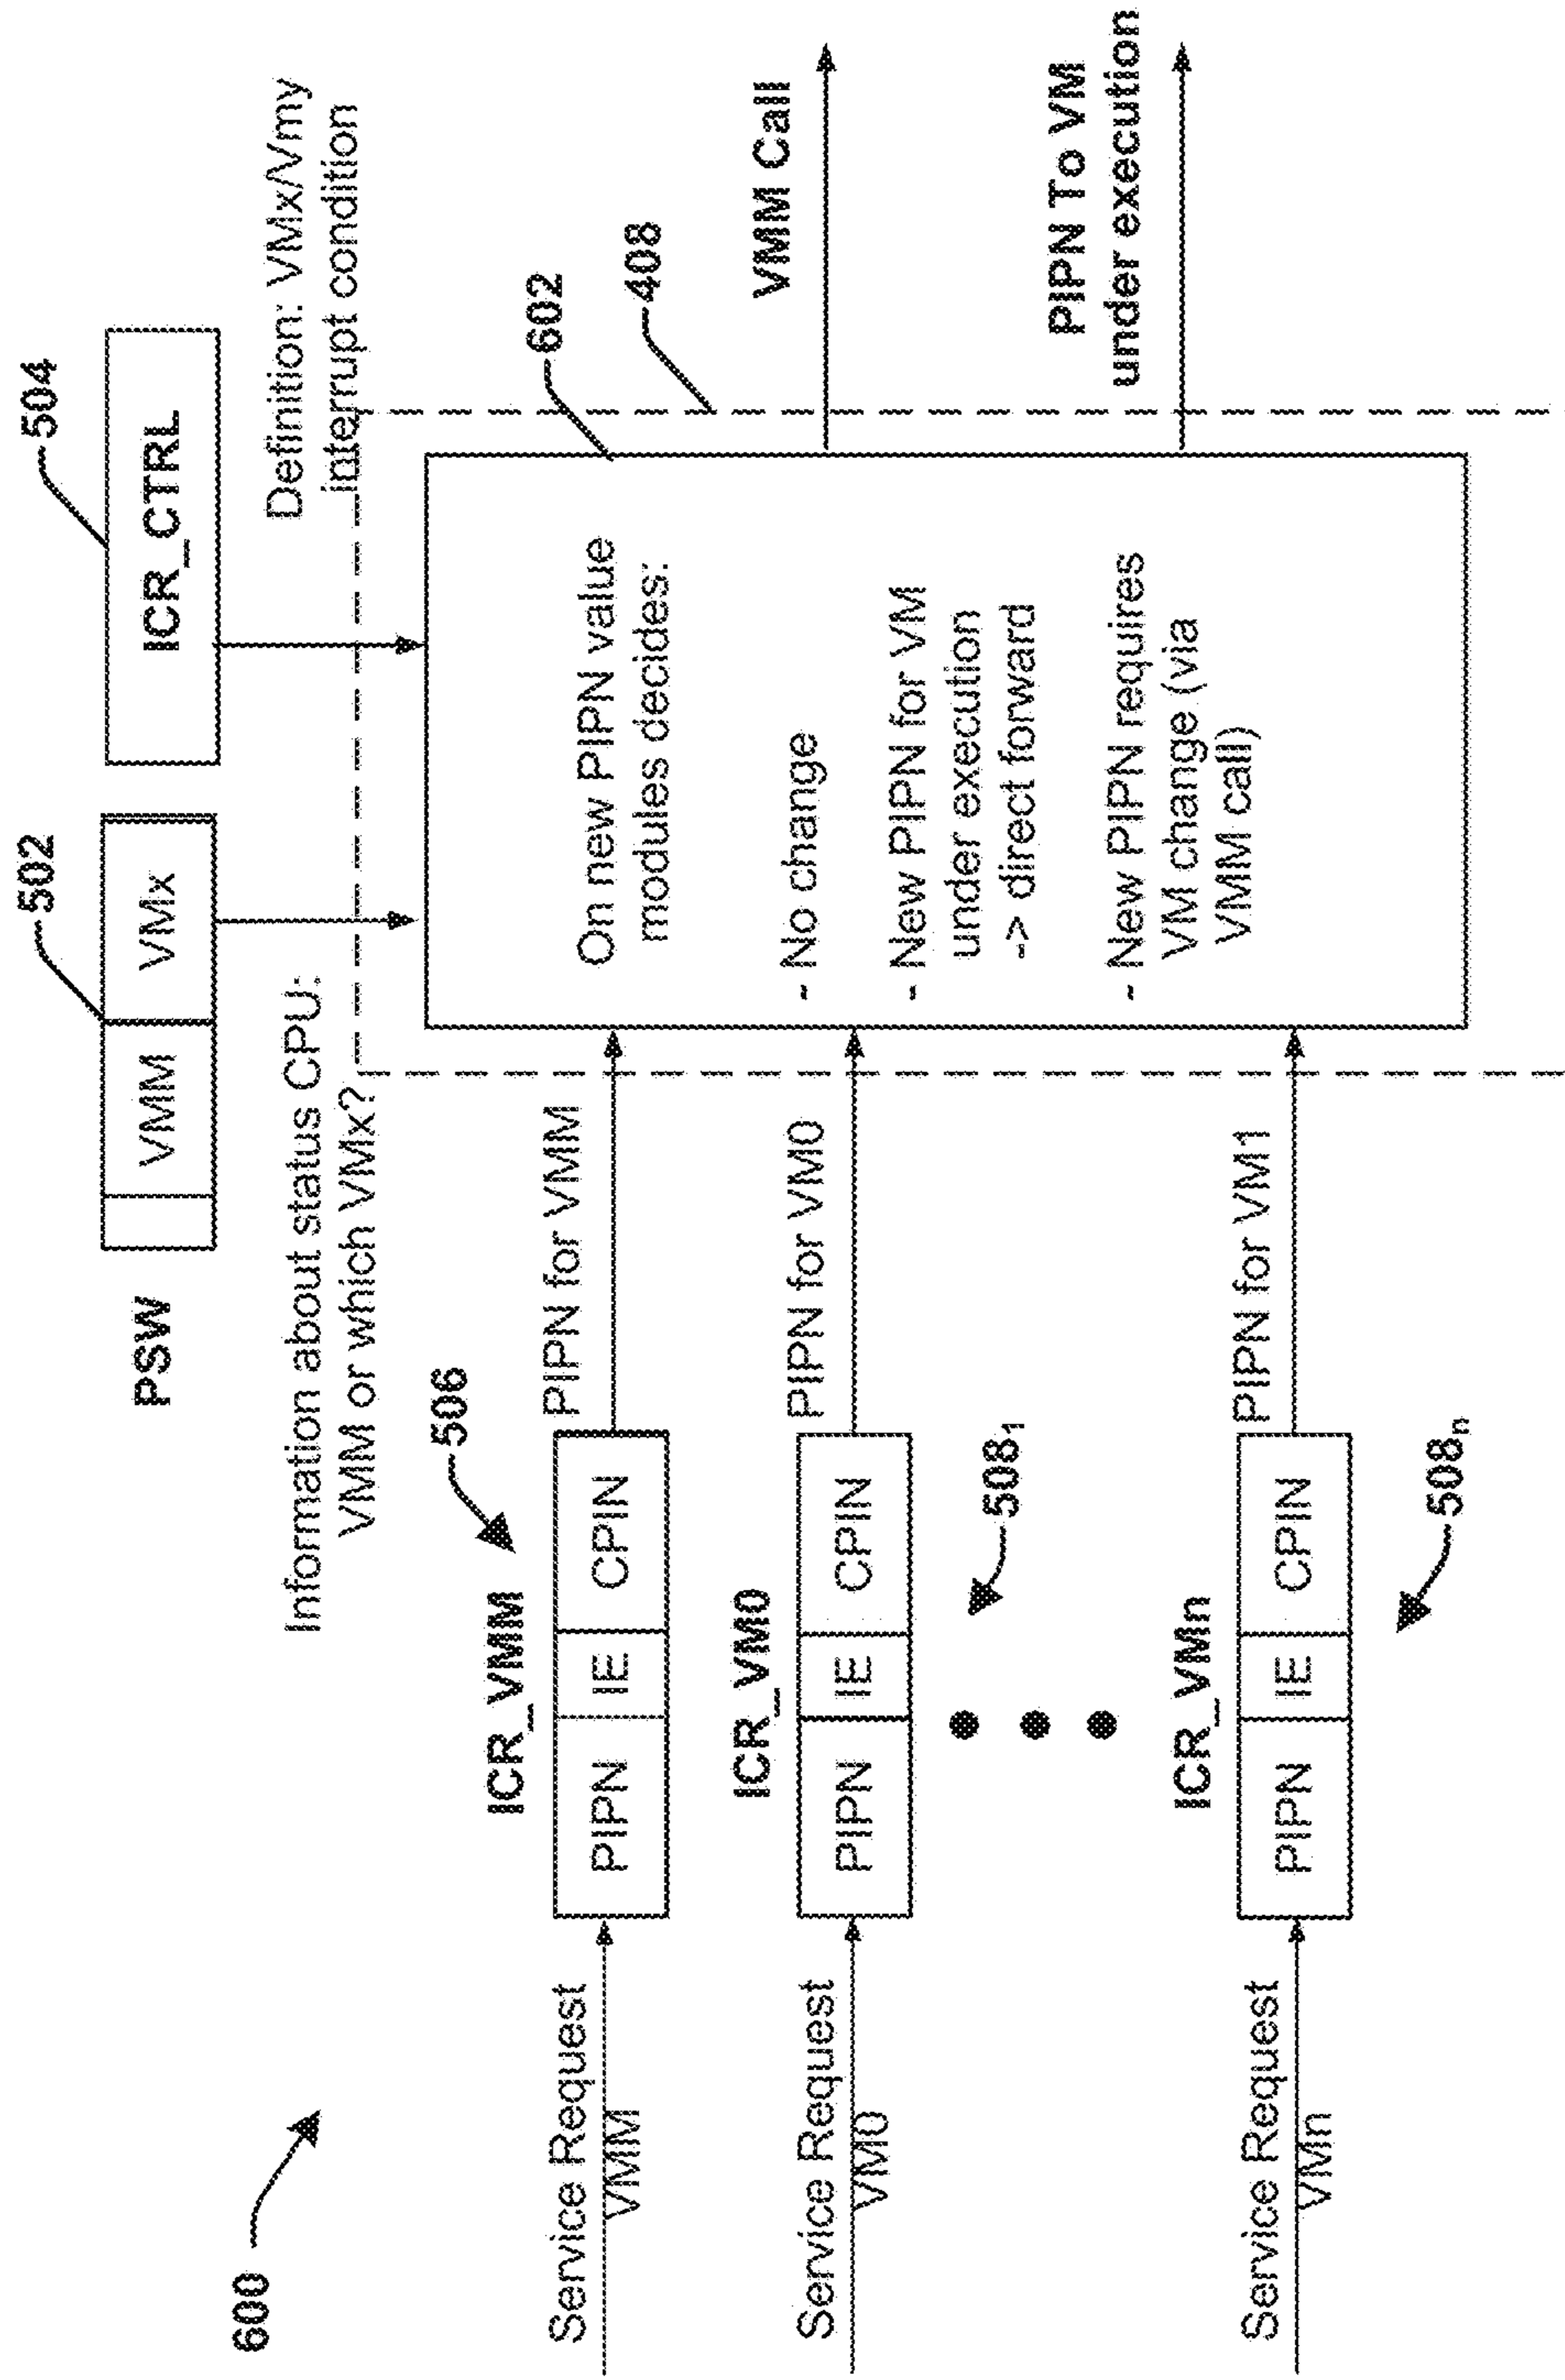 600
PSW
VMM
VMx
502
ICR_CTRL
504
Information about status CPU:
VMM or which VMx?
Definition: VMx/Vmy
interrupt condition
Service Request
VMM
ICR_VMM
506
PIPN
IE
CPIN
PIPN for VMM
Service Request
VM0
ICR_VM0
PIPN
IE
CPIN
508₁
PIPN for VM0
Service Request
VMn
ICR_VMn
PIPN
IE
CPIN
508ₙ
PIPN for VM1
602
408
On new PIPN value
modules decides:
- No change
- New PIPN for VM
under execution
-> direct forward
- New PIPN requires
VM change (via
VMM call)
VMM Call
PIPN To VM
under execution